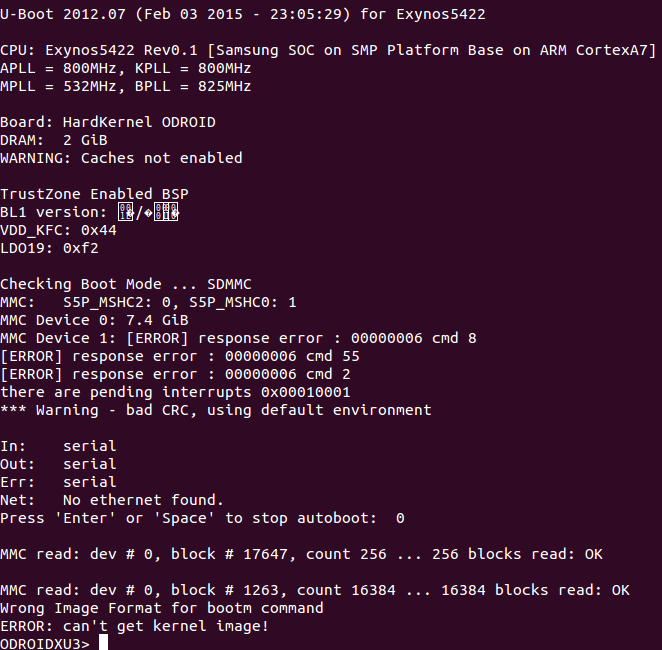 U-Boot 2012.07 (Feb 03 2015 - 23:05:29) for Exynos5422
CPU: Exynos5422 Rev0.1 [Samsung SOC on SMP Platform Base on ARM CortexA7]
APLL = 800MHz, KPLL = 800MHz
MPLL = 532MHz, BPLL = 825MHz
Board: HardKernel ODROID
DRAM:  2 GiB
WARNING: Caches not enabled
TrustZone Enabled BSP
BL1 version: �/�
VDD_KFC: 0x44
LDO19: 0xf2
Checking Boot Mode ... SDMMC
MMC:   S5P_MSHC2: 0, S5P_MSHC0: 1
MMC Device 0: 7.4 GiB
MMC Device 1: [ERROR] response error : 00000006 cmd 8
[ERROR] response error : 00000006 cmd 55
[ERROR] response error : 00000006 cmd 2
there are pending interrupts 0x00010001
*** Warning - bad CRC, using default environment
In:    serial
Out:   serial
Err:   serial
Net:   No ethernet found.
Press 'Enter' or 'Space' to stop autoboot:  0
MMC read: dev # 0, block # 17647, count 256 ... 256 blocks read: OK
MMC read: dev # 0, block # 1263, count 16384 ... 16384 blocks read: OK
Wrong Image Format for bootm command
ERROR: can't get kernel image!
ODROIDXU3>